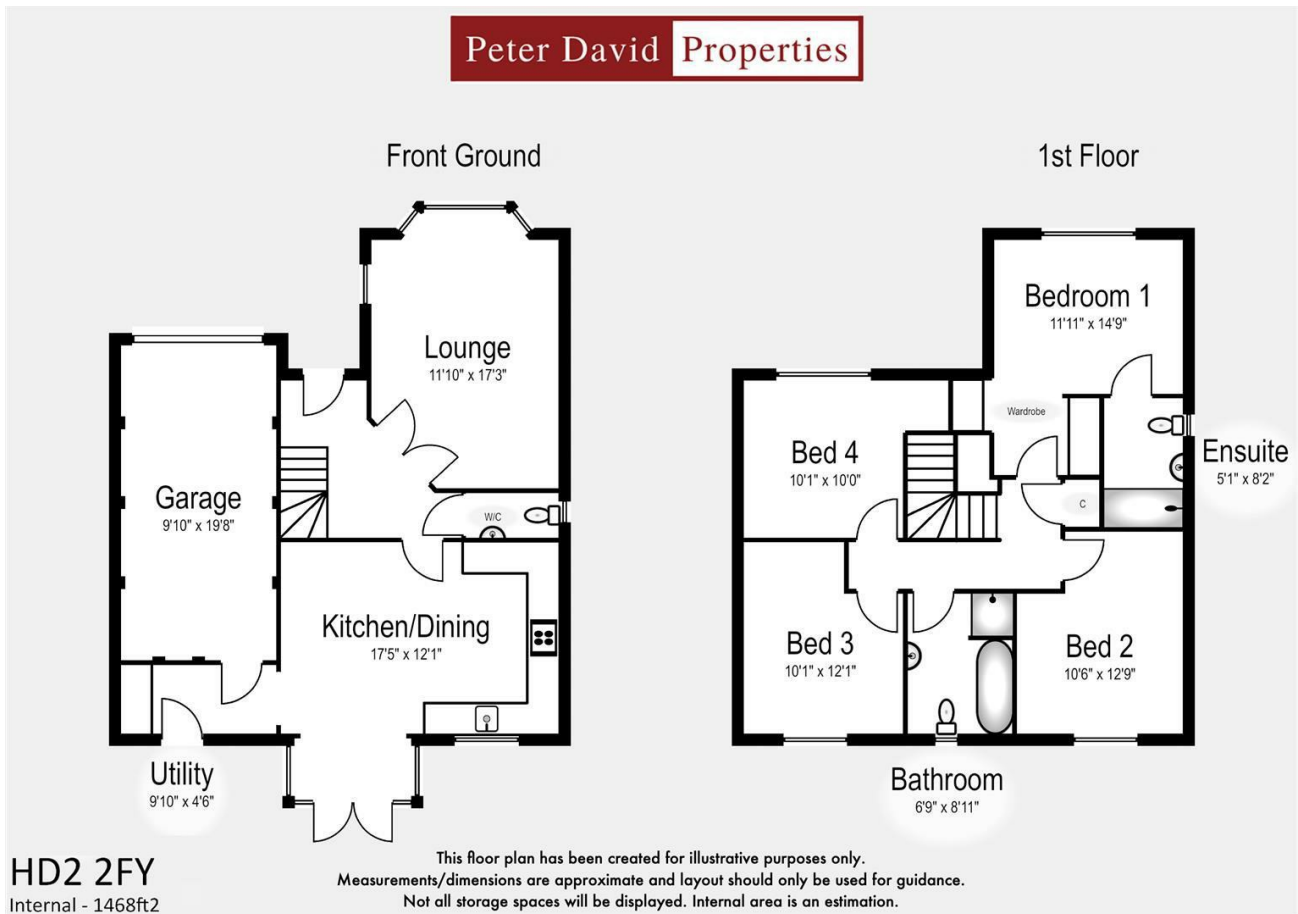 Peter David Properties
Front Ground
1st Floor
Lounge
11'10" x 17'3"
Garage
9'10" x 19'8"
W/C
Kitchen/Dining
17'5" x 12'1"
Utility
9'10" x 4'6"
Bedroom 1
11'11" x 14'9"
Wardrobe
Bed 4
10'1" x 10'0"
Ensuite
5'1" x 8'2"
C
Bed 3
10'1" x 12'1"
Bed 2
10'6" x 12'9"
Bathroom
6'9" x 8'11"
HD2 2FY
Internal - 1468ft2
This floor plan has been created for illustrative purposes only.
Measurements/dimensions are approximate and layout should only be used for guidance.
Not all storage spaces will be displayed. Internal area is an estimation.